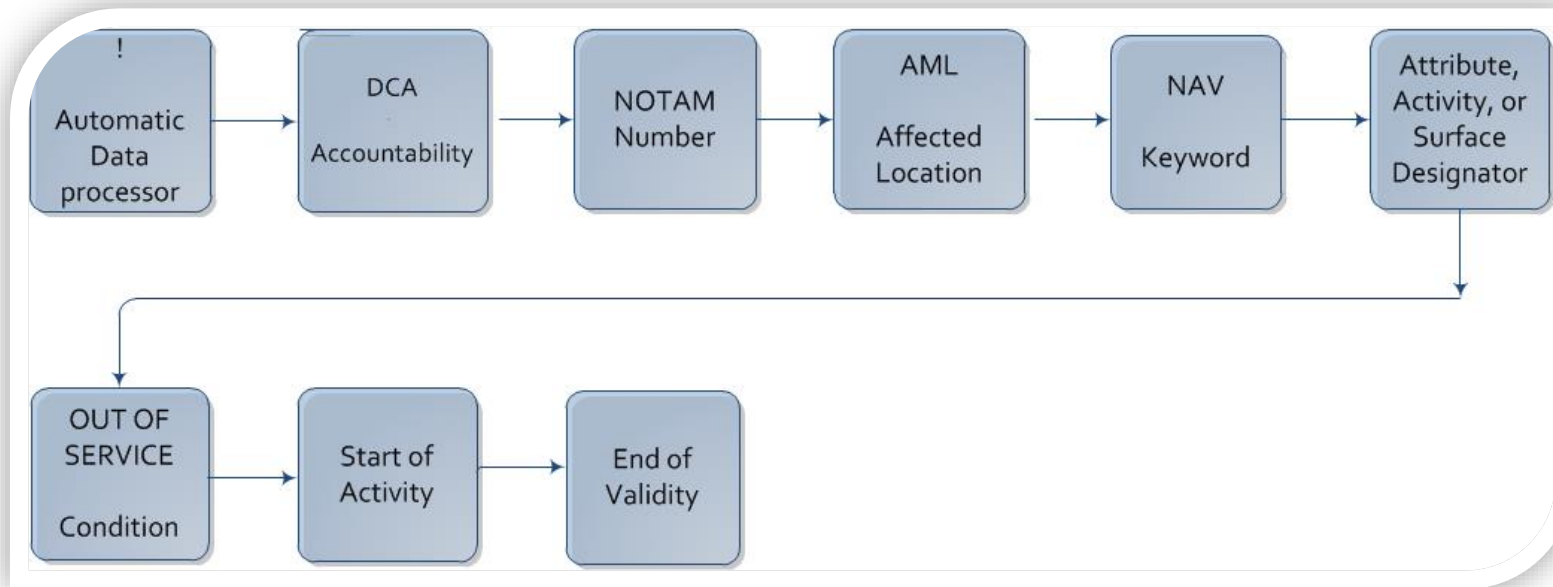 !
Automatic
Data
processor
DCA
Accountability
NOTAM
Number
AML
Affected
Location
NAV
Keyword
Attribute,
Activity, or
Surface
Designator
OUT OF
SERVICE
Condition
Start of
Activity
End of
Validity